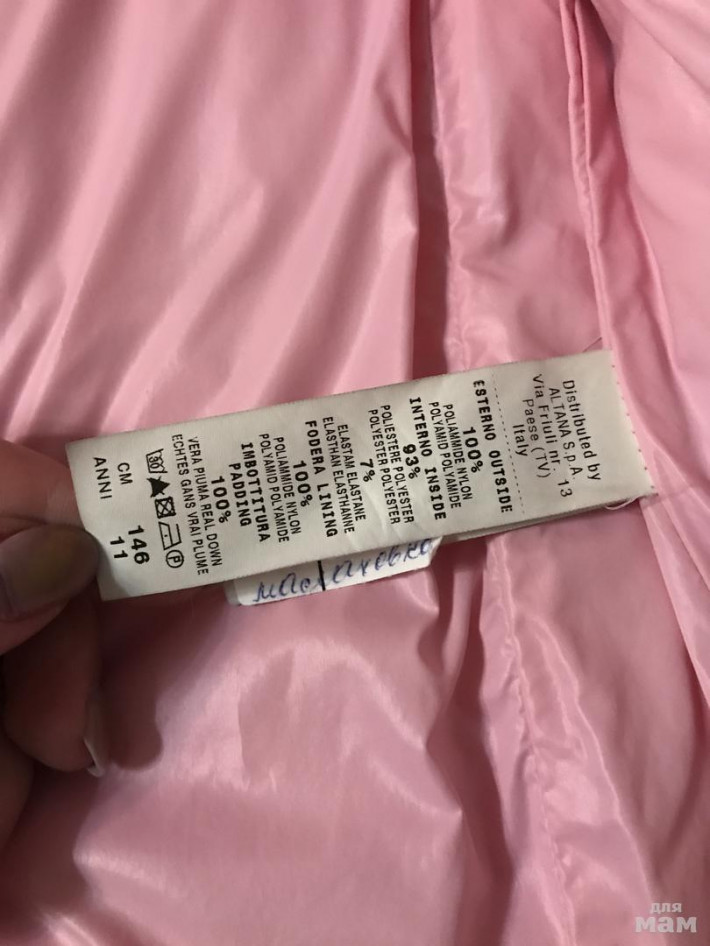 Distributed by
ALTANA S.p.A.
Via Friuli nr. 13
Paese (TV)
Italy
ESTERNO OUTSIDE
100%
POLIAMMIDE NYLON
POLYAMID POLYAMIDE
INTERNO INSIDE
93%
POLIESTERE POLYESTER
POLYESTER POLYESTER
7%
ELASTAM ELASTANE
ELASTHAN ELASTHANNE
FODERA LINING
100%
POLIAMMIDE NYLON
POLYAMID POLYAMIDE
IMBOTTITURA
PADDING
100%
VERA PIUMA REAL DOWN
ECHTES GANS VRAI PLUME
30
P
CM 146
ANNI 11
для
мам